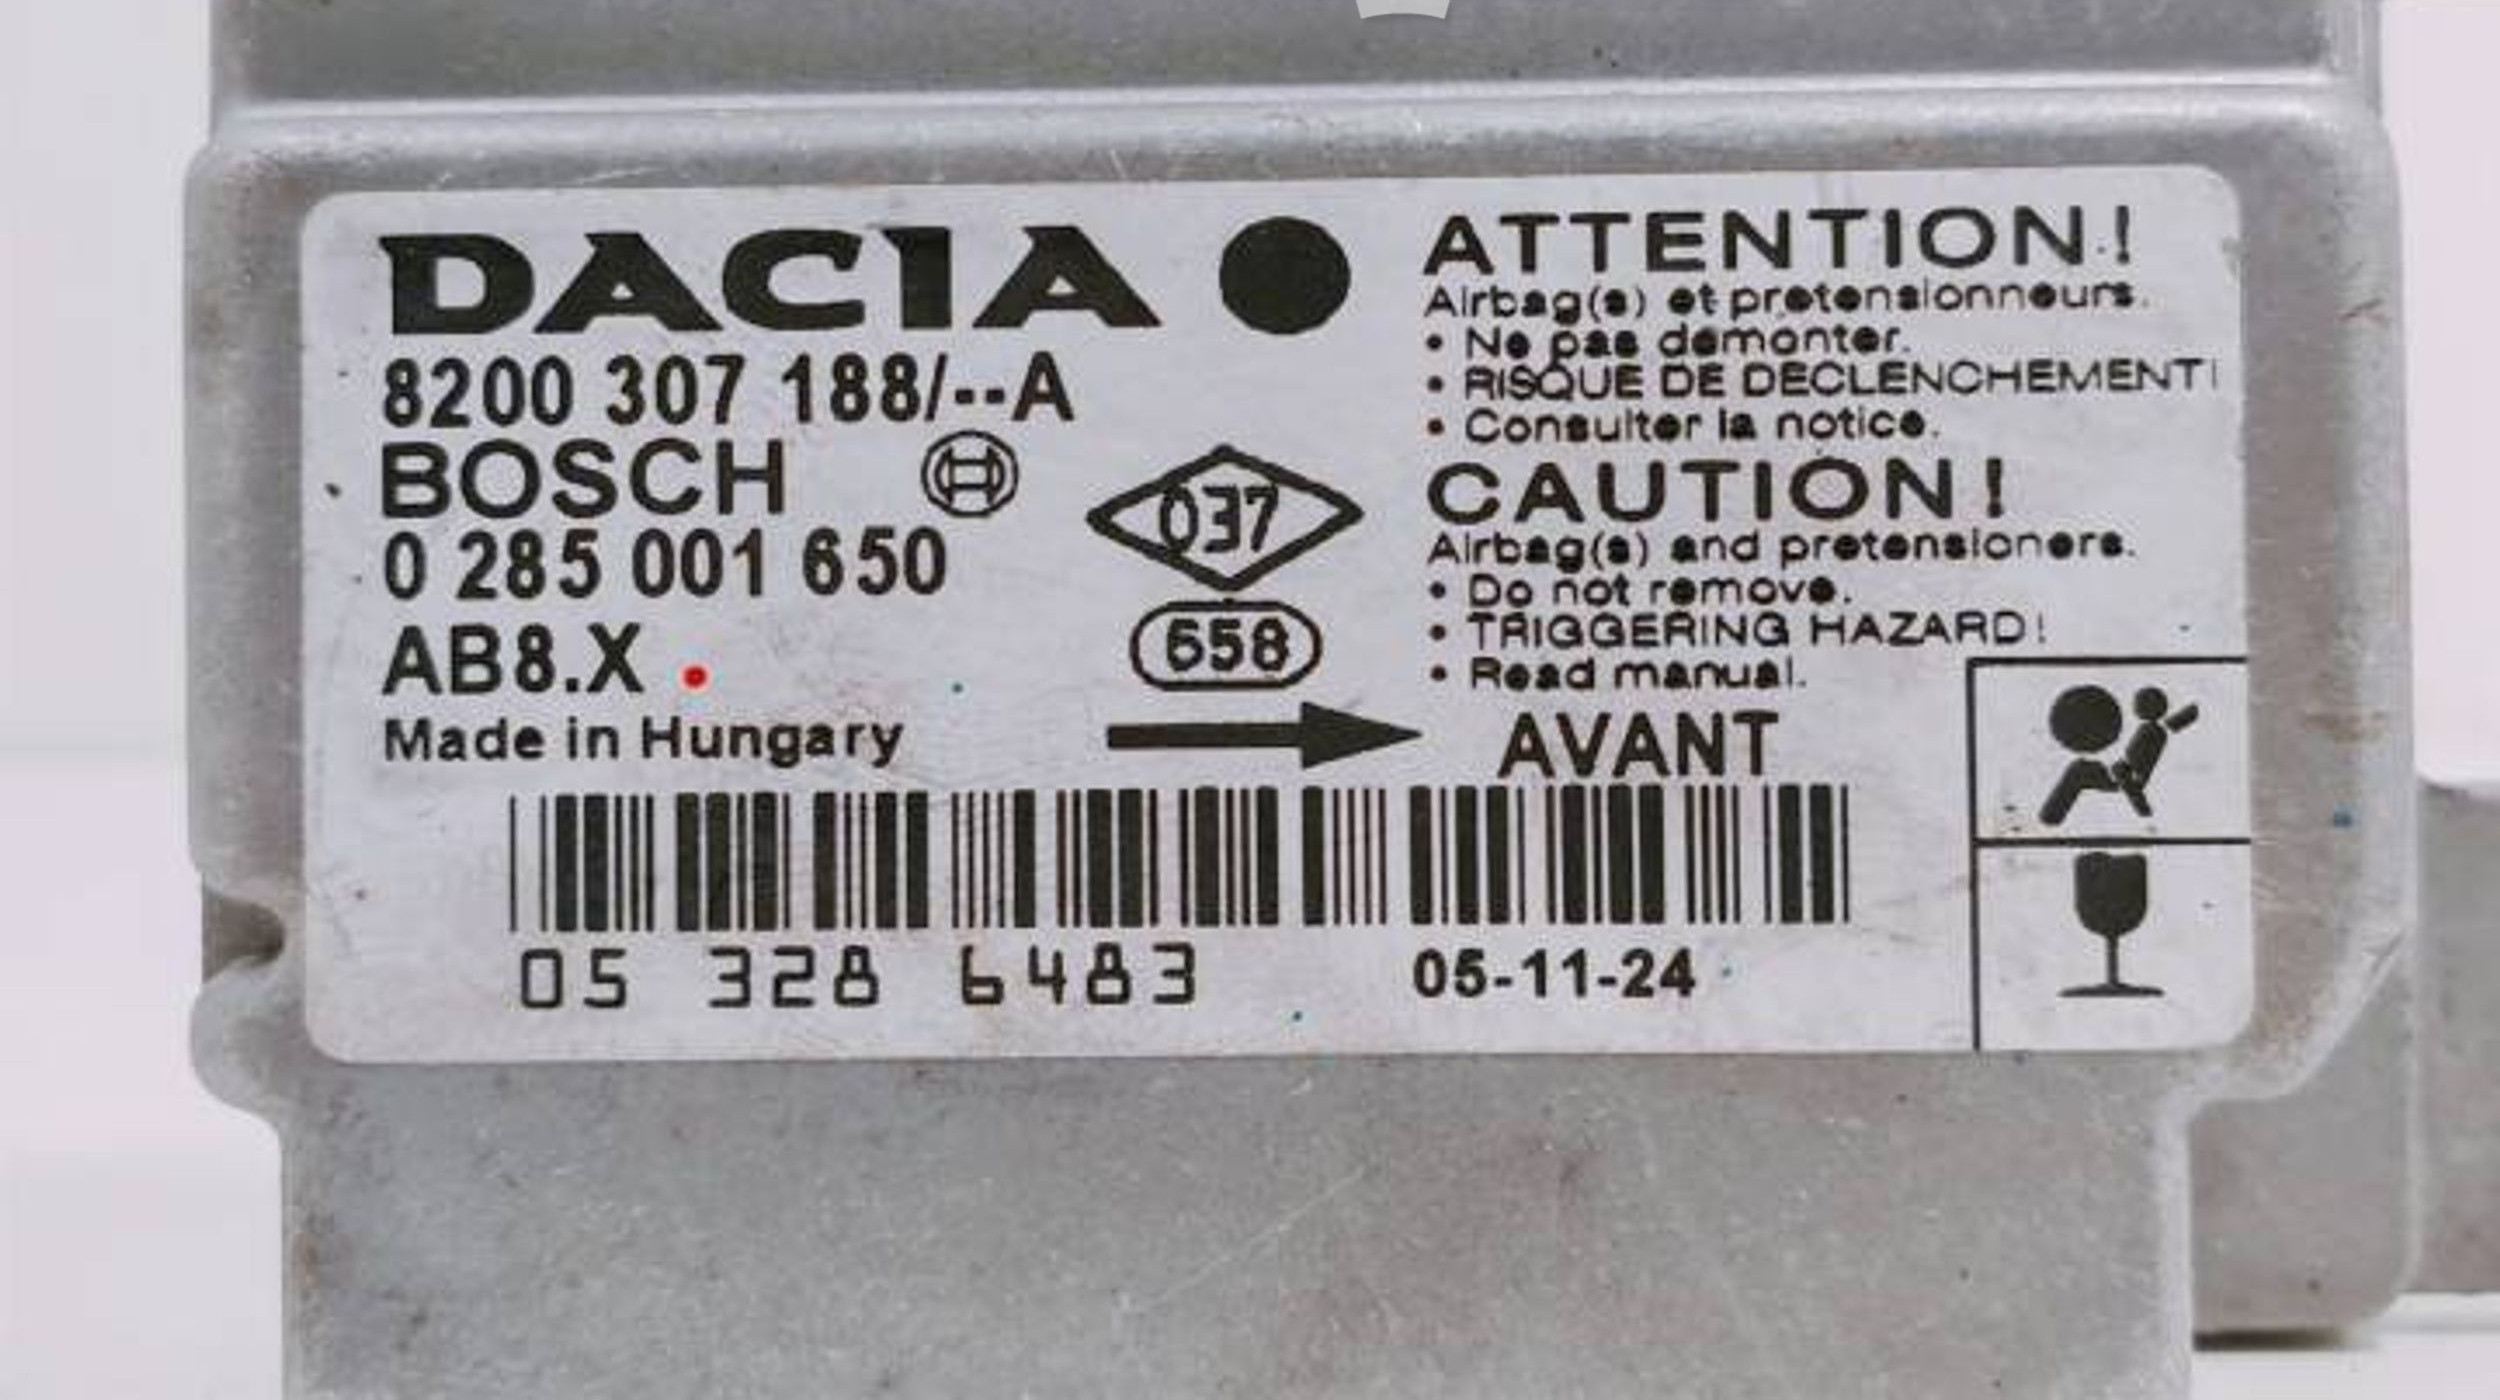 DACIA
8200 307 188/--A
BOSCH
0 285 001 650
AB8.X
Made in Hungary
037
658
ATTENTION!
Airbag(s) et pretensionneurs.
• Ne pas demonter.
• RISQUE DE DECLENCHEMENT!
• Consulter la notice.
CAUTION!
Airbag(s) and pretensioners.
• Do not remove.
• TRIGGERING HAZARD!
• Read manual.
AVANT
05 328 6483
05-11-24